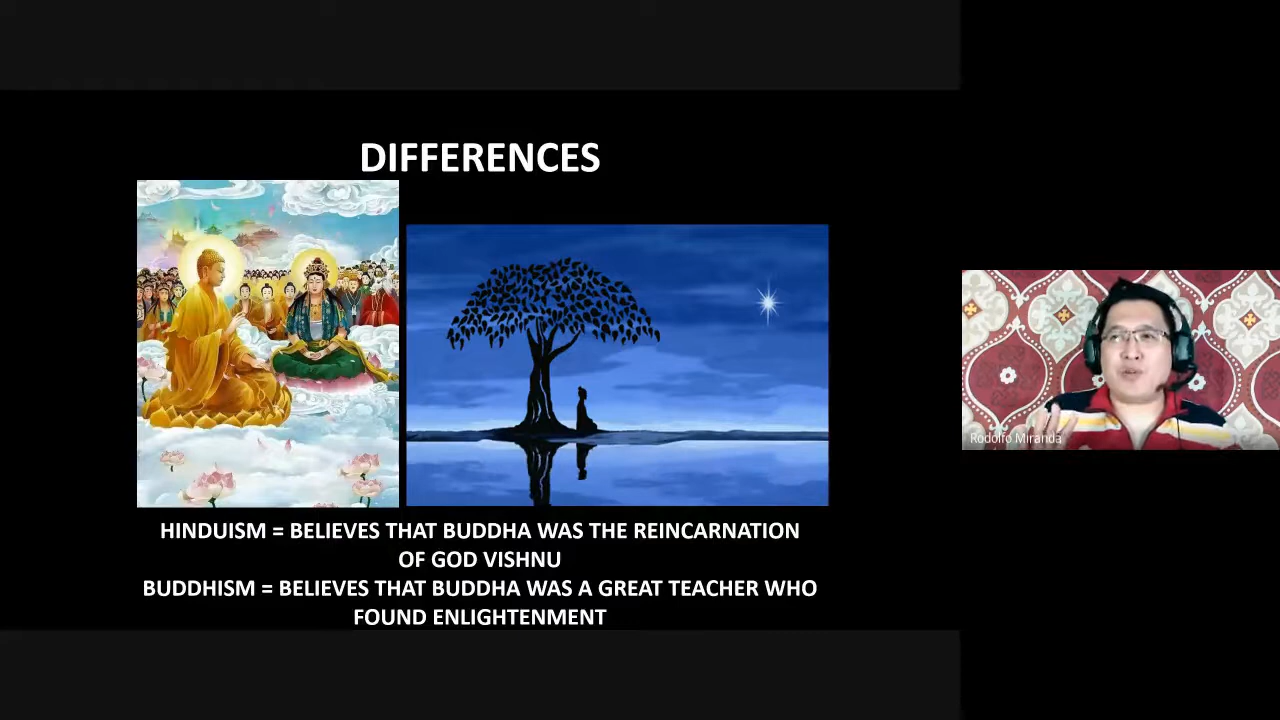 DIFFERENCES
HINDUISM = BELIEVES THAT BUDDHA WAS THE REINCARNATION
OF GOD VISHNU
BUDDHISM = BELIEVES THAT BUDDHA WAS A GREAT TEACHER WHO
FOUND ENLIGHTENMENT
Rodolfo Miranda